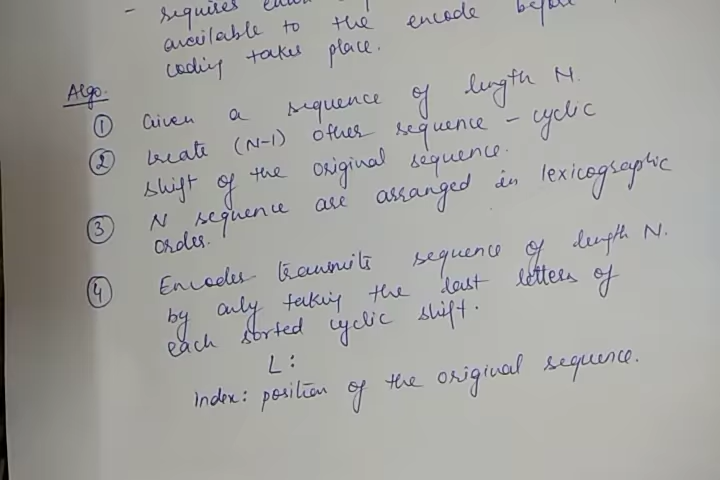 - requires
available to the encode before
coding takes place.
Algo.
① Given a sequence of length N.
② Create (N-1) other sequence - cyclic
shift of the original sequence.
③ N sequence are arranged in lexicographic
order.
④ Encoder transmits sequence of length N.
by only taking the last letters of
each sorted cyclic shift.
L:
Index: position of the original sequence.